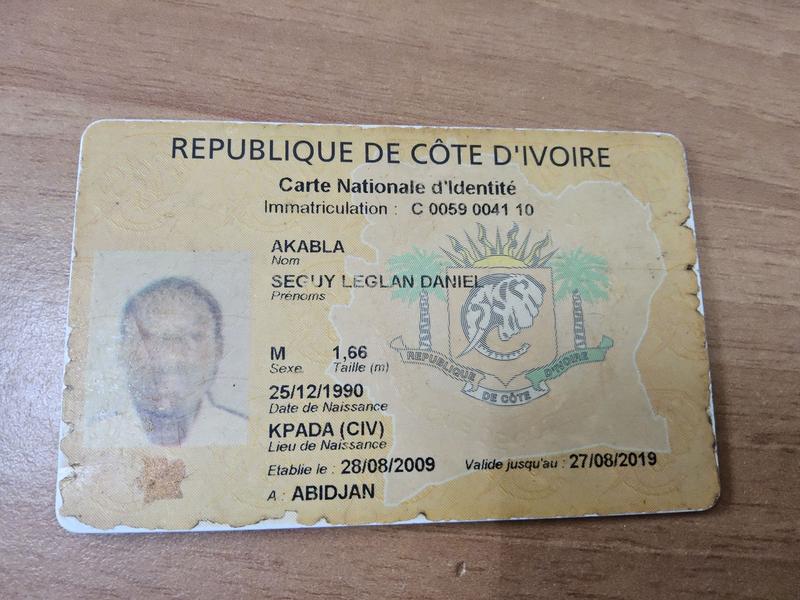 REPUBLIQUE DE CÔTE D'IVOIRE
Carte Nationale d'Identité
Immatriculation : C 0059 0041 10
AKABLA
Nom
SEGUY LEGLAN DANIEL
Prénoms
M 1,66
Sexe Taille (m)
25/12/1990
Date de Naissance
KPADA (CIV)
Lieu de Naissance
Etablie le : 28/08/2009 Valide jusqu'au : 27/08/2019
A : ABIDJAN
REPUBLIQUE DE CÔTE D'IVOIRE